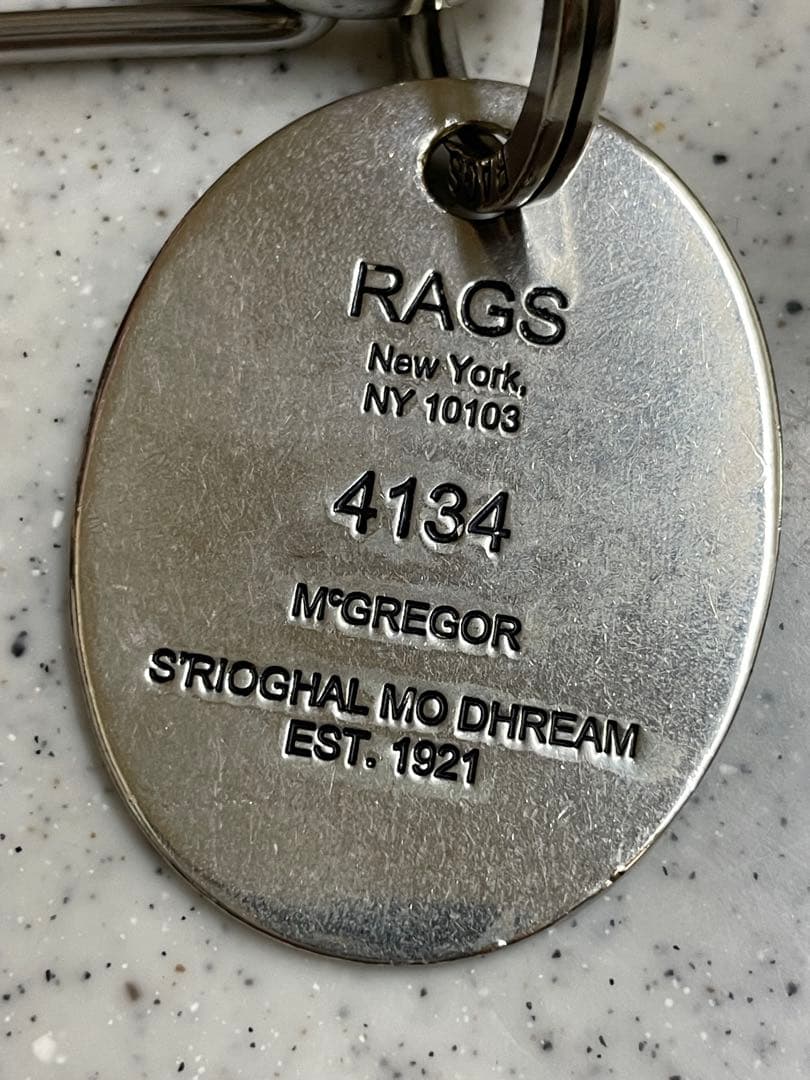 RAGS
New York,
NY 10103
4134
MᶜGREGOR
S'RIOGHAL MO DHREAM
EST. 1921